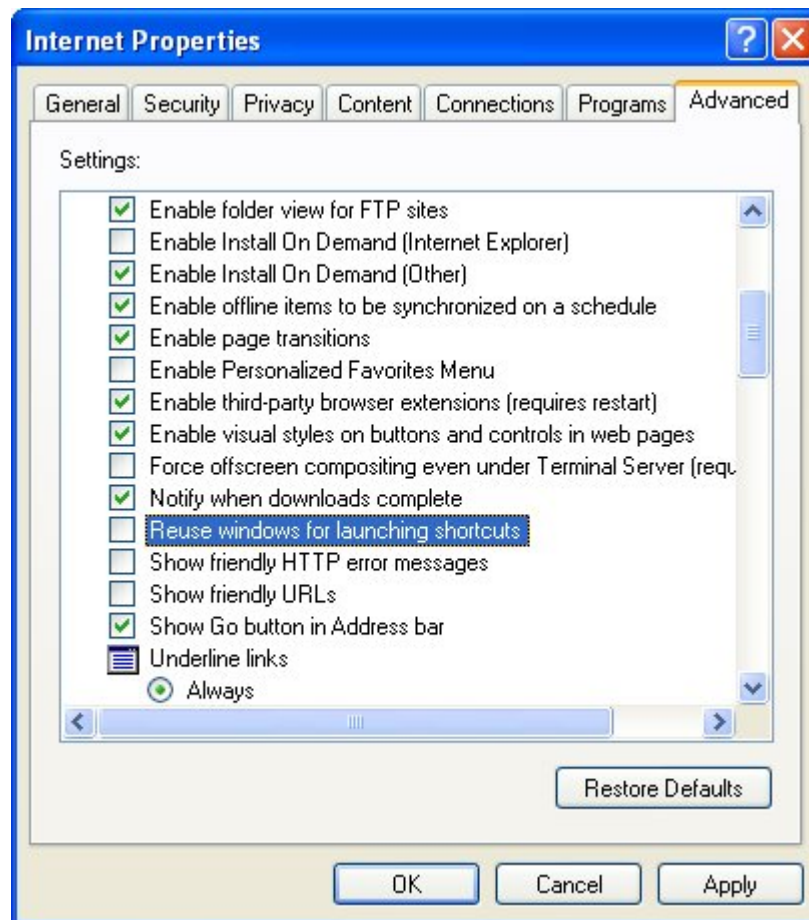 Internet Properties
General Security Privacy Content Connections Programs Advanced
Settings:
Enable folder view for FTP sites
Enable Install On Demand (Internet Explorer)
Enable Install On Demand (Other)
Enable offline items to be synchronized on a schedule
Enable page transitions
Enable Personalized Favorites Menu
Enable third-party browser extensions (requires restart)
Enable visual styles on buttons and controls in web pages
Force offscreen compositing even under Terminal Server (requ
Notify when downloads complete
Reuse windows for launching shortcuts
Show friendly HTTP error messages
Show friendly URLs
Show Go button in Address bar
Underline links
Always
Restore Defaults
OK Cancel Apply